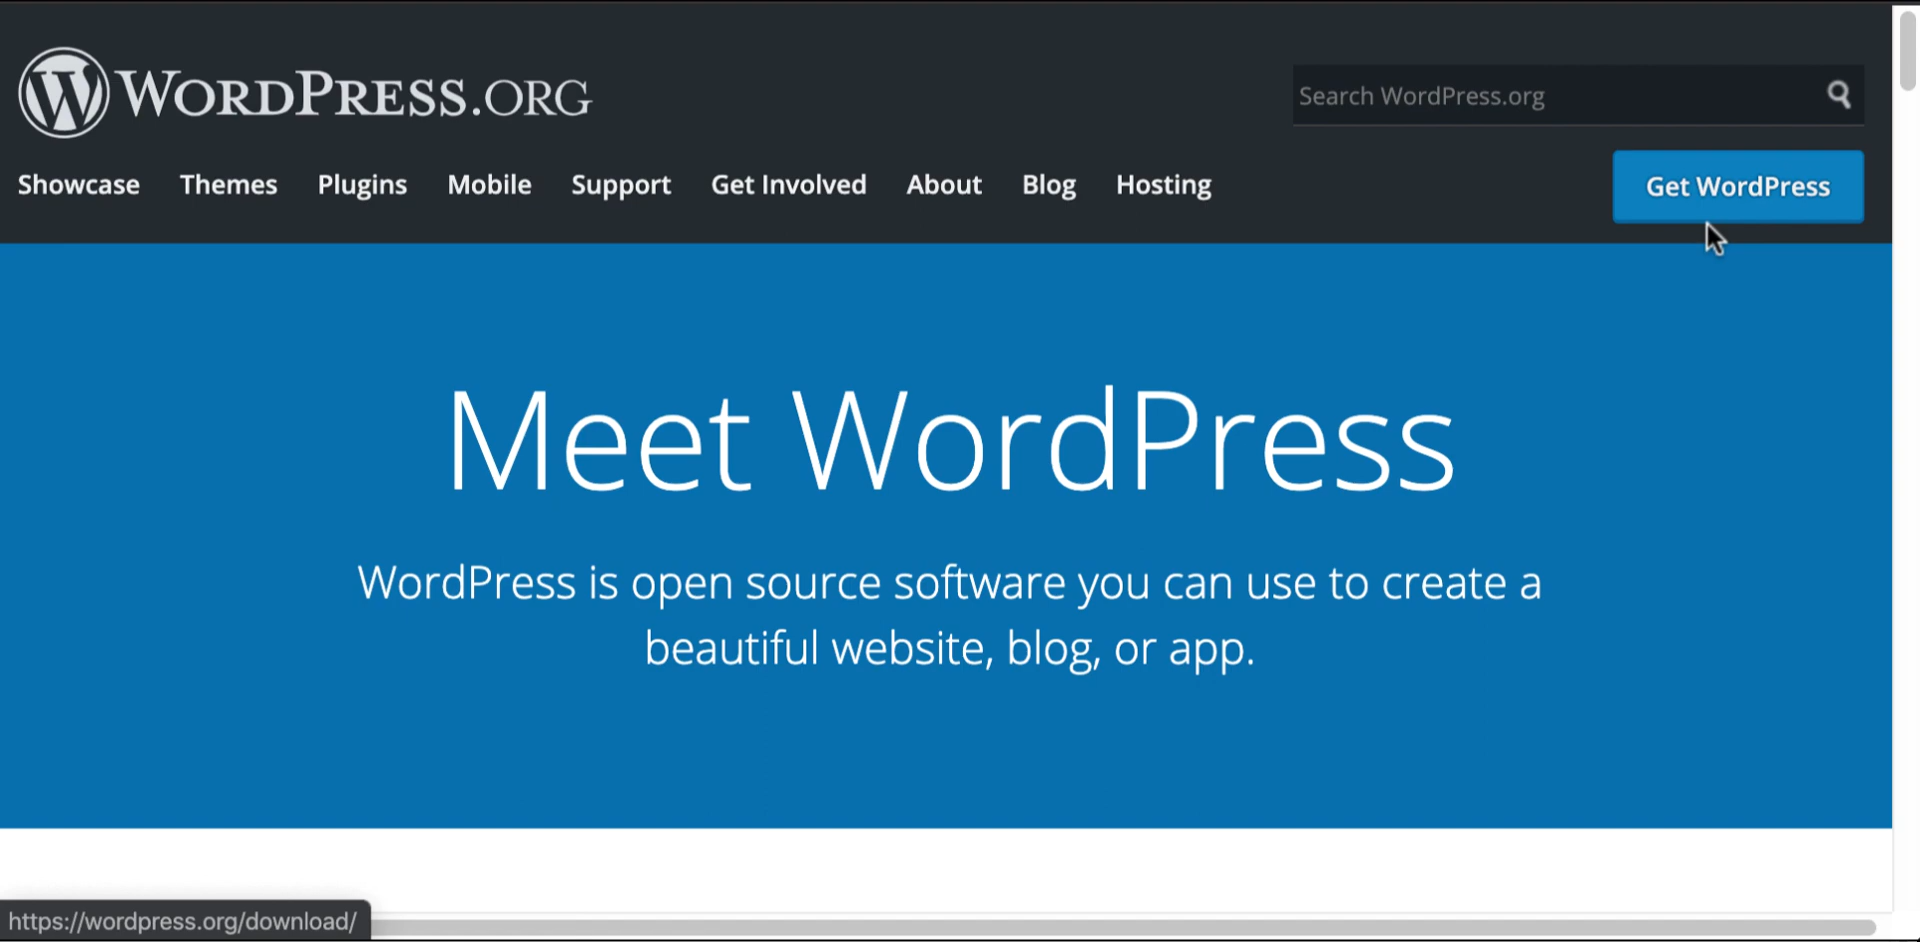 WORDPRESS.ORG
Search WordPress.org
Showcase Themes Plugins Mobile Support Get Involved About Blog Hosting
Get WordPress
Meet WordPress
WordPress is open source software you can use to create a
beautiful website, blog, or app.
https://wordpress.org/download/